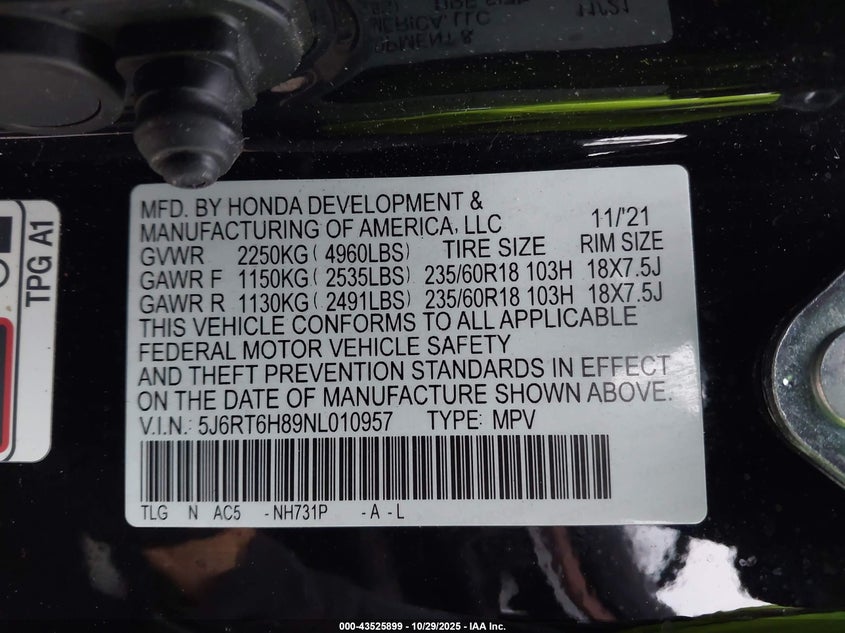 MFD. BY HONDA DEVELOPMENT &
MANUFACTURING OF AMERICA, LLC 11/'21
GVWR 2250KG ( 4960LBS) TIRE SIZE RIM SIZE
GAWR F 1150KG ( 2535LBS) 235/60R18 103H 18X7.5J
GAWR R 1130KG ( 2491LBS) 235/60R18 103H 18X7.5J
THIS VEHICLE CONFORMS TO ALL APPLICABLE
FEDERAL MOTOR VEHICLE SAFETY
AND THEFT PREVENTION STANDARDS IN EFFECT
ON THE DATE OF MANUFACTURE SHOWN ABOVE.
V.I.N.: 5J6RT6H89NL010957 TYPE: MPV
TLG N AC5 -NH731P -A-L
TPG A1
000-43525899 - 10/29/2025 - IAA Inc.